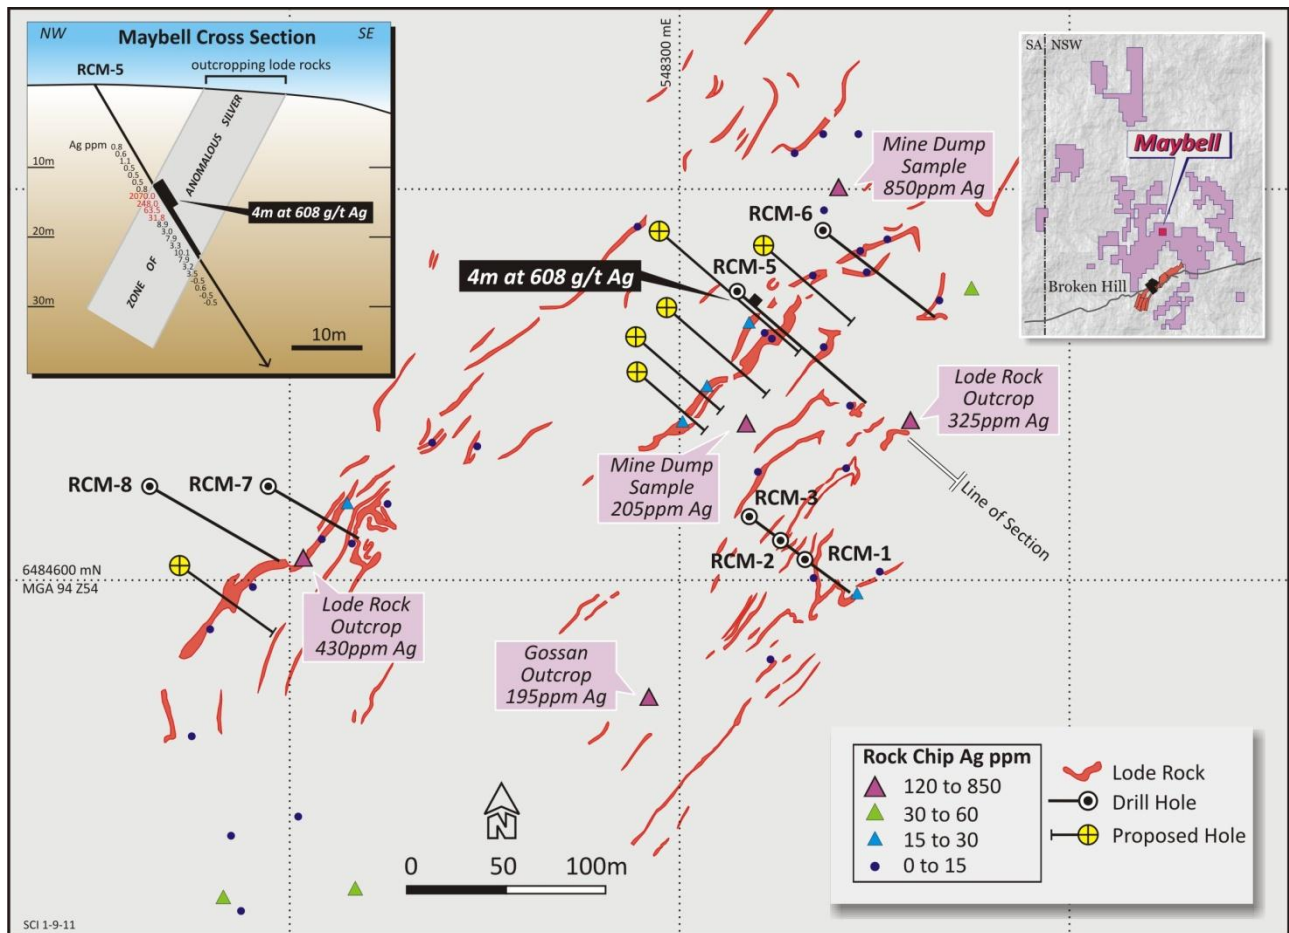 NW
Maybell Cross Section
SE
RCM-5
outcropping lode rocks
Ag ppm
0.8
0.6
1.1
0.5
0.5
0.5
0.8
2070.0
248.0
63.5
31.8
8.9
3.0
7.9
3.3
10.1
7.9
3.2
3.5
-0.5
0.6
-0.5
-0.5
10m
20m
30m
ZONE OF ANOMALOUS SILVER
4m at 608 g/t Ag
10m
548300 mE
SA NSW
Maybell
Broken Hill
Mine Dump
Sample
850ppm Ag
RCM-6
RCM-5
4m at 608 g/t Ag
Lode Rock
Outcrop
325ppm Ag
Mine Dump
Sample
205ppm Ag
Line of Section
RCM-8
RCM-7
RCM-3
RCM-2
RCM-1
6484600 mN
MGA 94 Z54
Lode Rock
Outcrop
430ppm Ag
Gossan
Outcrop
195ppm Ag
N
0 50 100m
Rock Chip Ag ppm
120 to 850
30 to 60
15 to 30
0 to 15
Lode Rock
Drill Hole
Proposed Hole
SCI 1-9-11